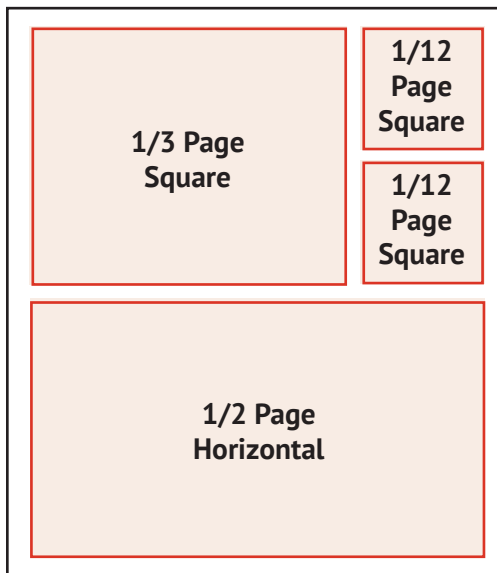 1/3 Page
Square
1/12
Page
Square
1/12
Page
Square
1/2 Page
Horizontal